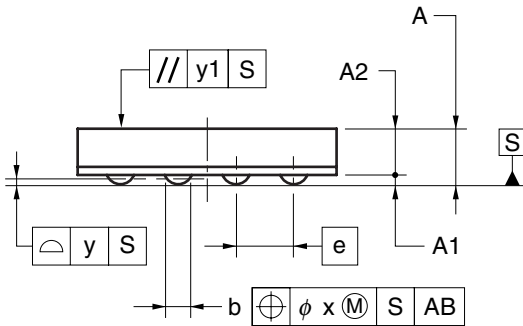 A
// y1 S
A2
S
⌓ y S
e
A1
b ⌖ ϕ x Ⓜ S AB